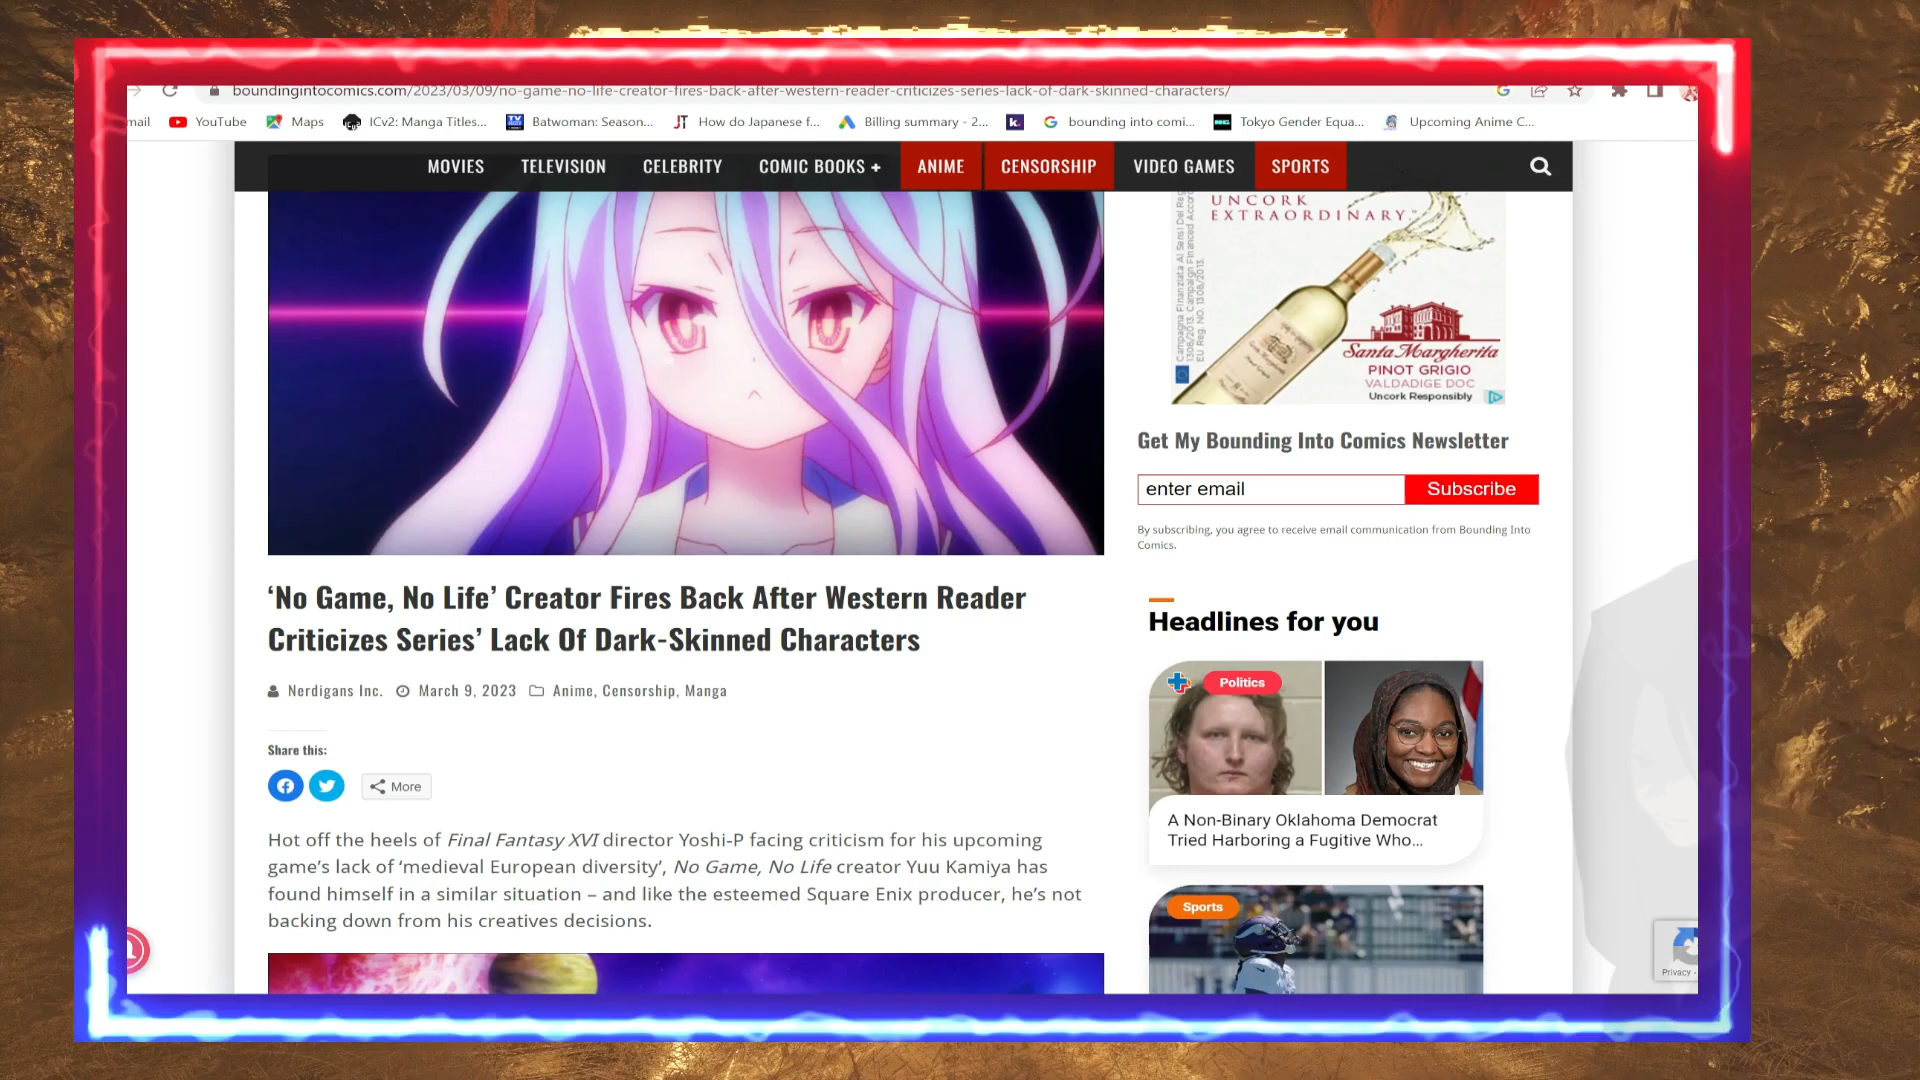 boundingintocomics.com/2023/03/09/no-game-no-life-creator-fires-back-after-western-reader-criticizes-series-lack-of-dark-skinned-characters/
mail YouTube Maps ICv2: Manga Titles... Batwoman: Season... How do Japanese f... Billing summary - 2... k. bounding into comi... Tokyo Gender Equa... Upcoming Anime C...
MOVIES TELEVISION CELEBRITY COMIC BOOKS + ANIME CENSORSHIP VIDEO GAMES SPORTS
UNCORK
EXTRAORDINARY.™
Santa Margherita
PINOT GRIGIO
VALDADIGE DOC
Uncork Responsibly
Get My Bounding Into Comics Newsletter
enter email Subscribe
By subscribing, you agree to receive email communication from Bounding Into
Comics.
‘No Game, No Life’ Creator Fires Back After Western Reader
Criticizes Series’ Lack Of Dark-Skinned Characters
Nerdigans Inc. March 9, 2023 Anime, Censorship, Manga
Share this:
More
Hot off the heels of Final Fantasy XVI director Yoshi-P facing criticism for his upcoming
game’s lack of ‘medieval European diversity’, No Game, No Life creator Yuu Kamiya has
found himself in a similar situation – and like the esteemed Square Enix producer, he’s not
backing down from his creatives decisions.
Headlines for you
Politics
A Non-Binary Oklahoma Democrat
Tried Harboring a Fugitive Who...
Sports
Privacy -